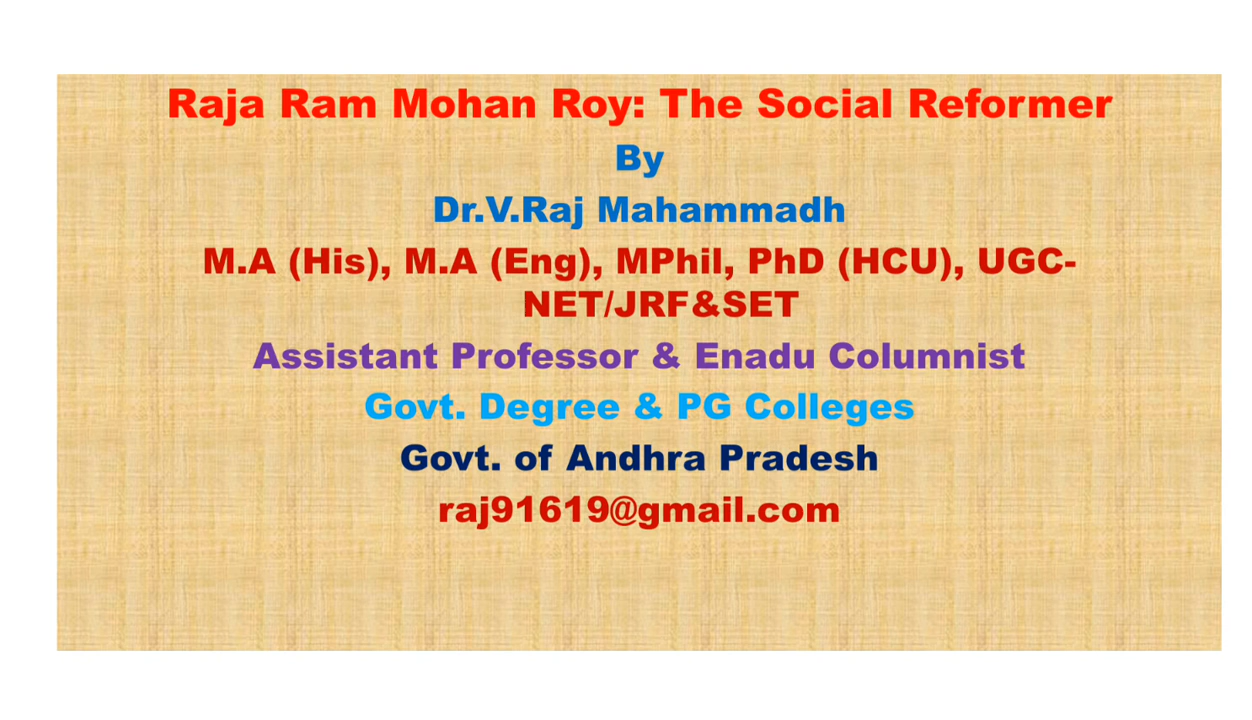 Raja Ram Mohan Roy: The Social Reformer
By
Dr.V.Raj Mahammadh
M.A (His), M.A (Eng), MPhil, PhD (HCU), UGC-
NET/JRF&SET
Assistant Professor & Enadu Columnist
Govt. Degree & PG Colleges
Govt. of Andhra Pradesh
raj91619@gmail.com